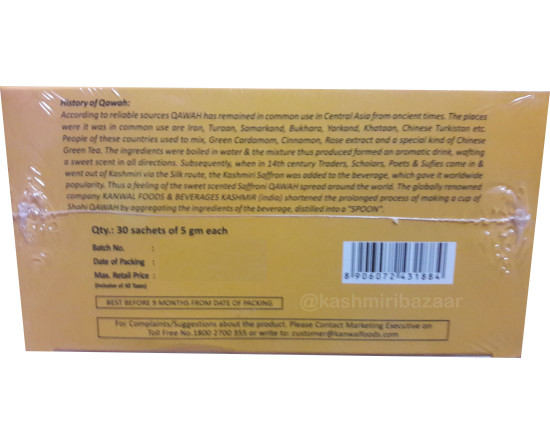 History of Qawah:
According to reliable sources QAWAH has remained in common use in Central Asia from ancient times. The places
were it was in common use are Iran, Turaan, Samarkand, Bukhara, Yarkand, Khataan, Chinese Turkistan etc.
People of these countries used to mix, Green Cardamom, Cinnamon, Rose extract and a special kind of Chinese
Green Tea. The ingredients were boiled in water & the mixture thus produced formed an aromatic drink, wafting
a sweet scent in all directions. Subsequently, when in 14th century Traders, Scholars, Poets & Sufies came in &
went out of Kashmiri via the Silk route, the Kashmiri Saffron was added to the beverage, which gave it worldwide
popularity. Thus a feeling of the sweet scented Saffroni QAWAH spread around the world. The globally renowned
company KANWAL FOODS & BEVERAGES KASHMIR (india) shortened the prolonged process of making a cup of
Shahi QAWAH by aggregating the ingredients of the beverage, distilled into a "SPOON".
Qty.: 30 sachets of 5 gm each
Batch No. :
Date of Packing :
Max. Retail Price :
(Inclusive of All Taxes)
8 906072 431884
@kashmiribazaar
BEST BEFORE 9 MONTHS FROM DATE OF PACKING
For Complaints/Suggestions about the product. Please Contact Marketing Executive on
Toll Free No.1800 2700 355 or write to: customer@kanwalfoods.com